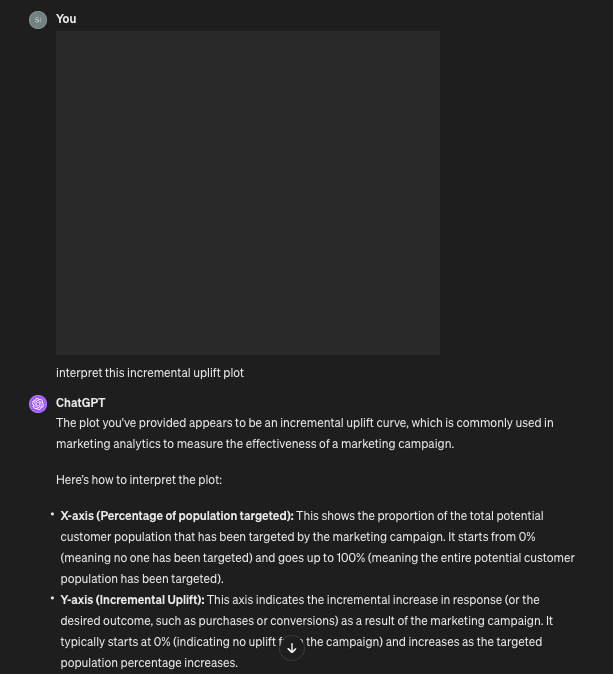 SI
You
interpret this incremental uplift plot
ChatGPT
The plot you've provided appears to be an incremental uplift curve, which is commonly used in
marketing analytics to measure the effectiveness of a marketing campaign.
Here's how to interpret the plot:
• X-axis (Percentage of population targeted): This shows the proportion of the total potential
customer population that has been targeted by the marketing campaign. It starts from 0%
(meaning no one has been targeted) and goes up to 100% (meaning the entire potential customer
population has been targeted).
• Y-axis (Incremental Uplift): This axis indicates the incremental increase in response (or the
desired outcome, such as purchases or conversions) as a result of the marketing campaign. It
typically starts at 0% (indicating no uplift the campaign) and increases as the targeted
population percentage increases.